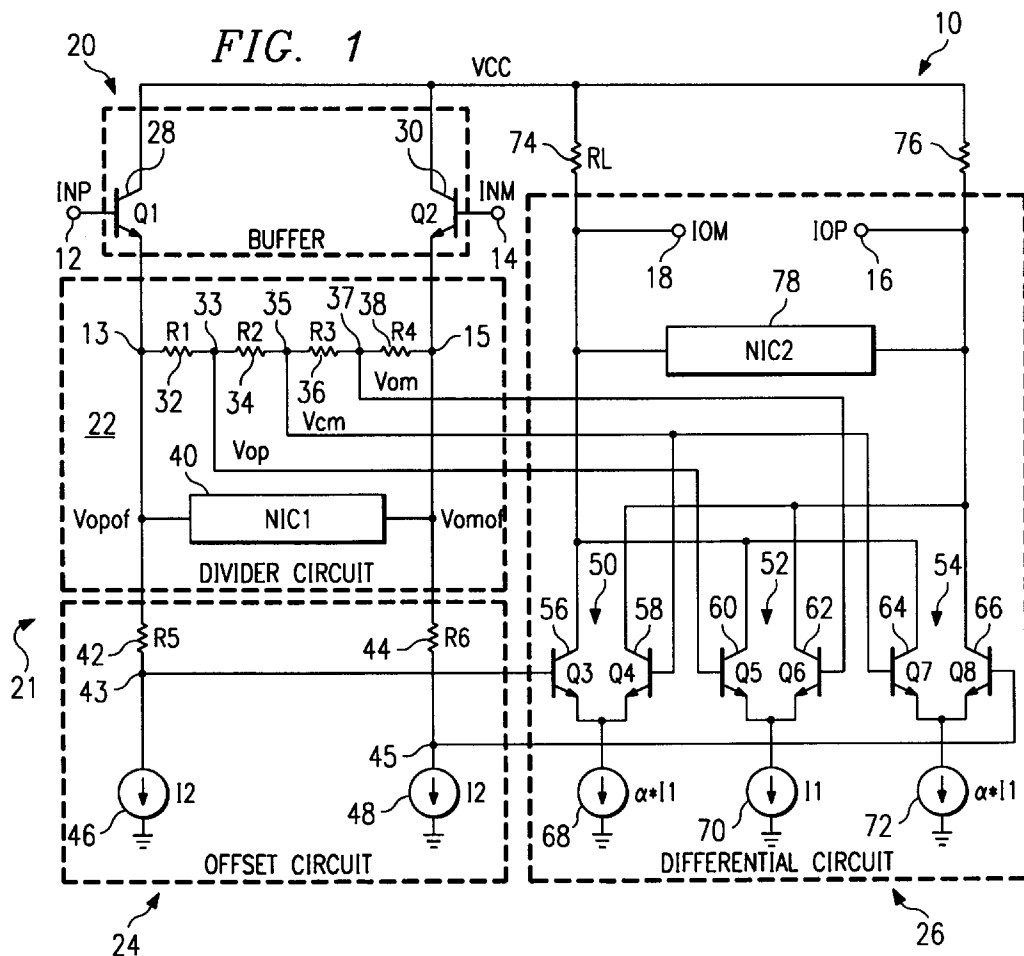 FIG. 1
20
10
VCC
28
30
74
RL
76
INP
Q1
Q2
INM
12
BUFFER
14
IOM
IOP
18
16
33
35
37
38
78
13
R1
R2
R3
R4
15
NIC2
32
34
36
Vom
22
Vcm
Vop
40
Vopof
NIC1
Vomof
DIVIDER CIRCUIT
50
52
54
56
58
60
62
64
66
42
R5
44
R6
Q3
Q4
Q5
Q6
Q7
Q8
43
21
45
I2
I2
α*I1
I1
α*I1
46
48
68
70
72
OFFSET CIRCUIT
DIFFERENTIAL CIRCUIT
24
26